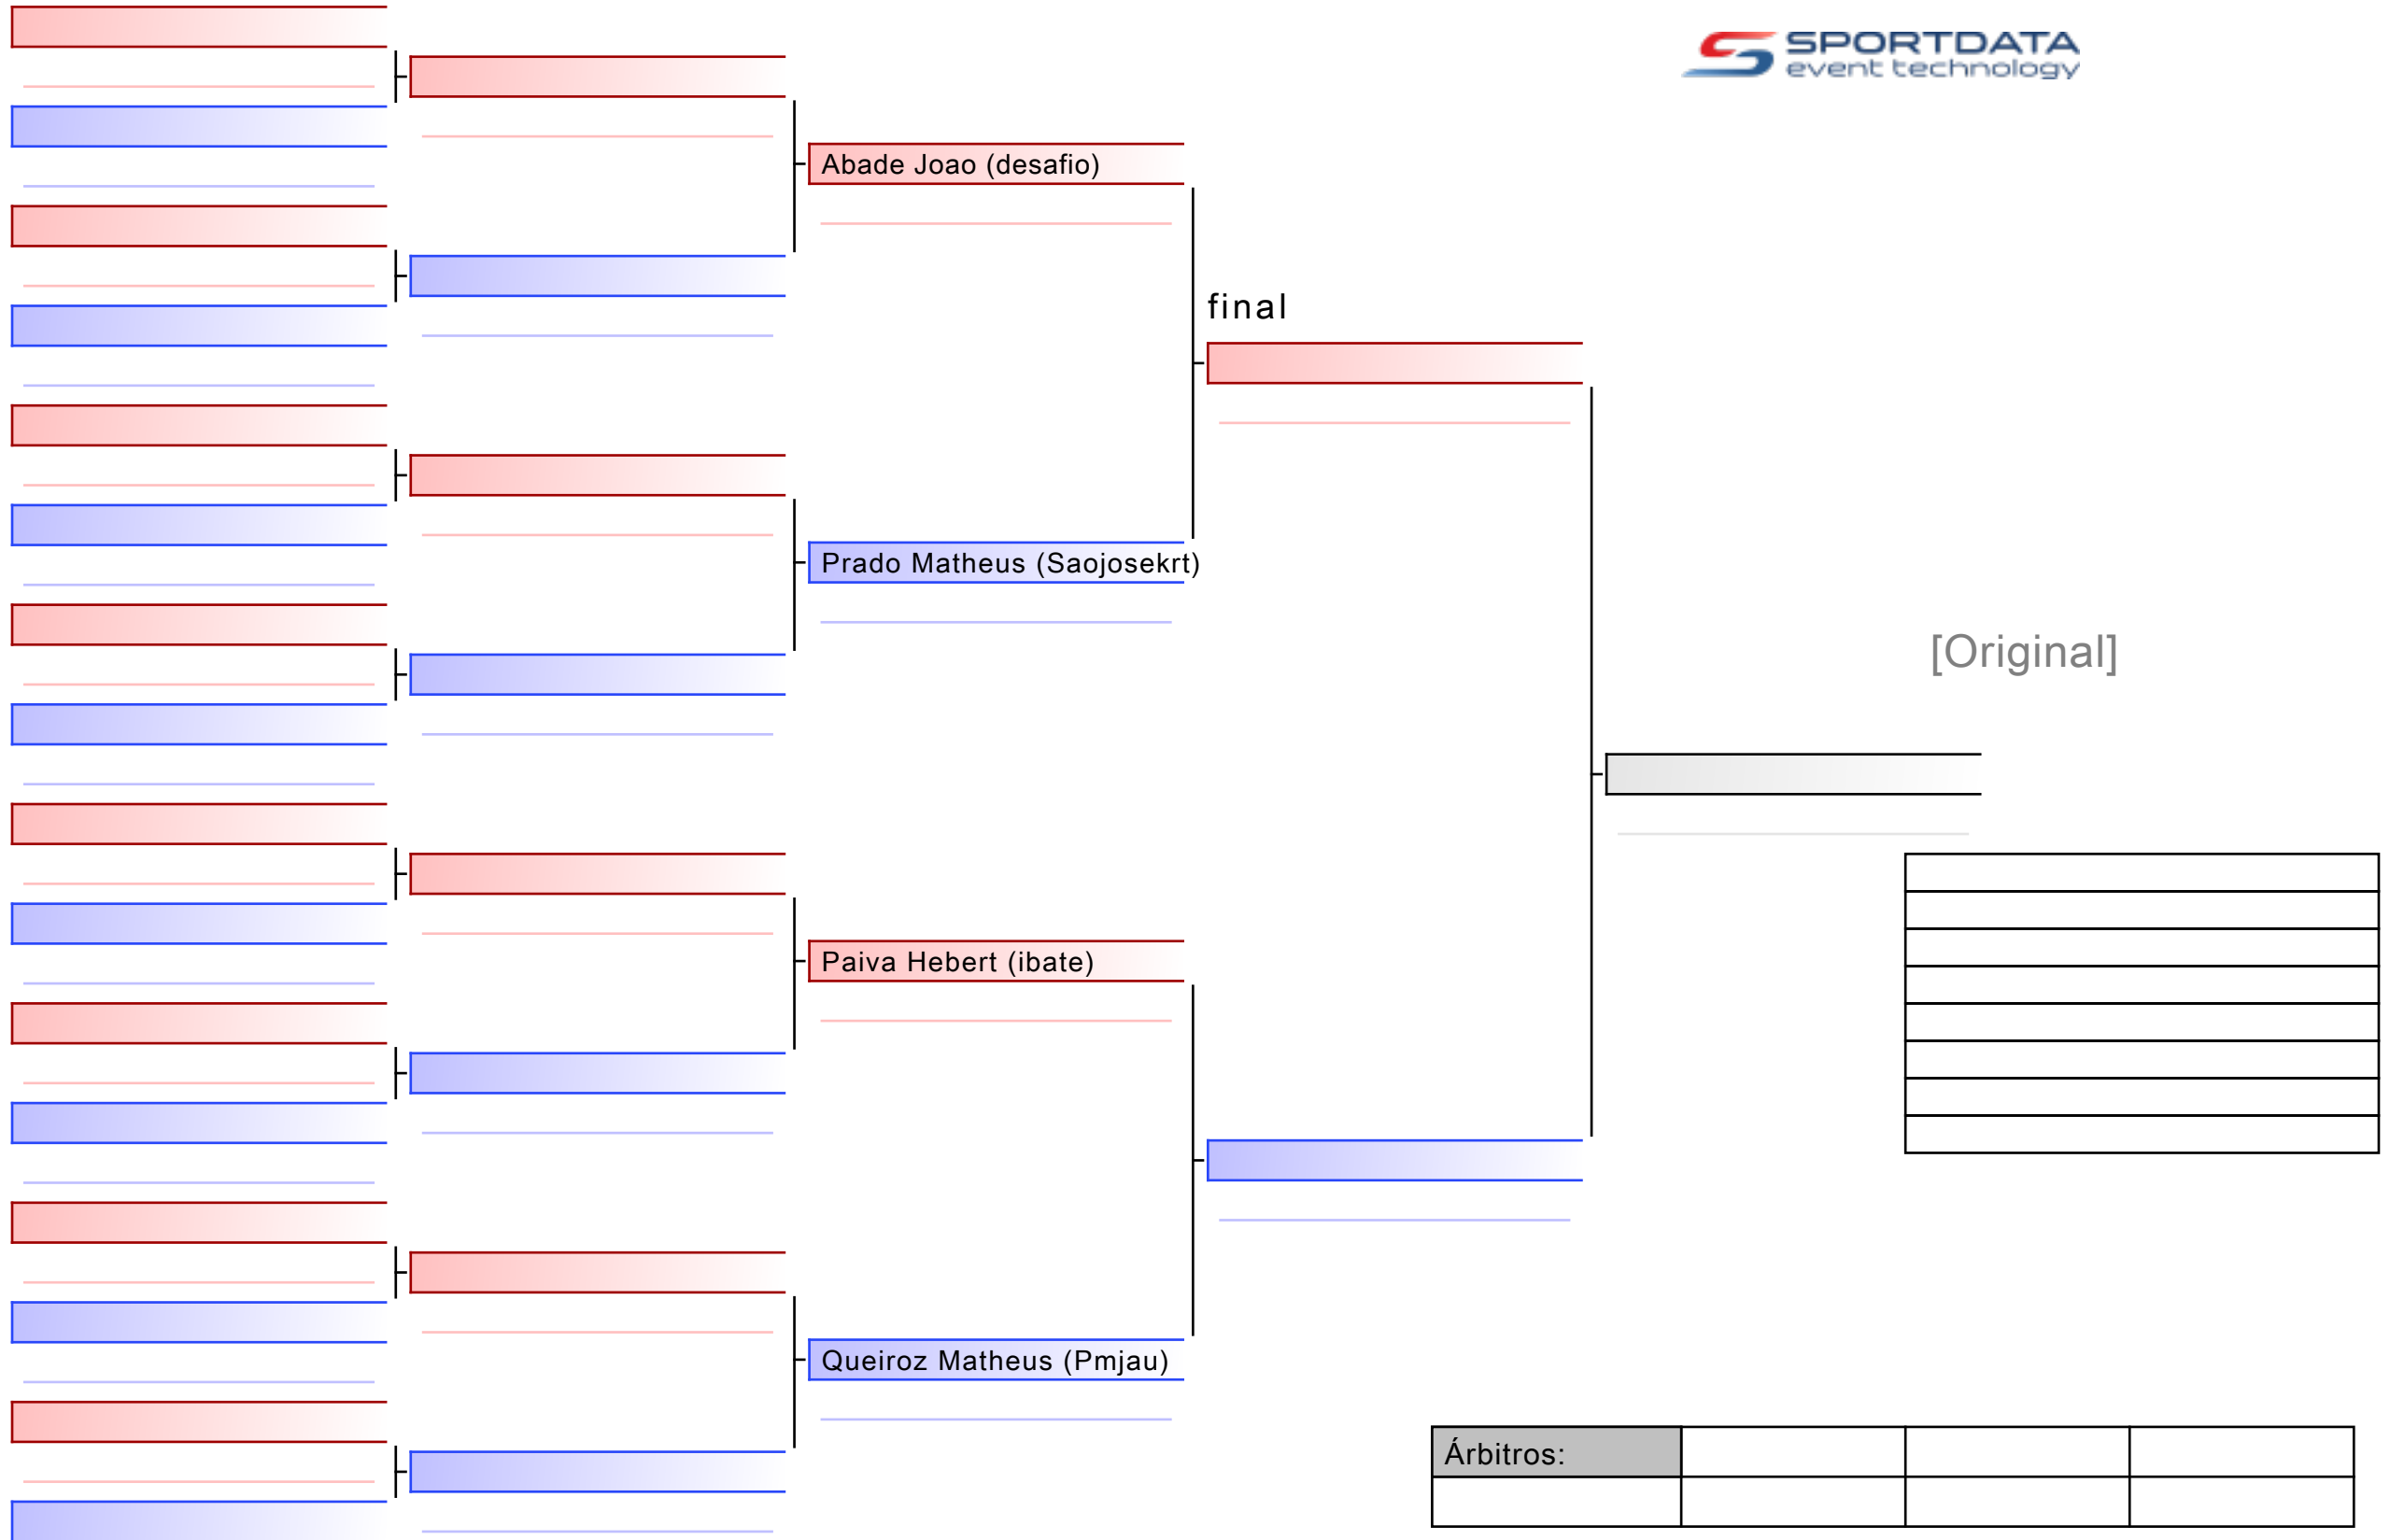 SPORTDATA
event technology
Abade Joao (desafio)
final
Prado Matheus (Saojosekrt)
[Original]
Paiva Hebert (ibate)
Queiroz Matheus (Pmjau)
Árbitros: